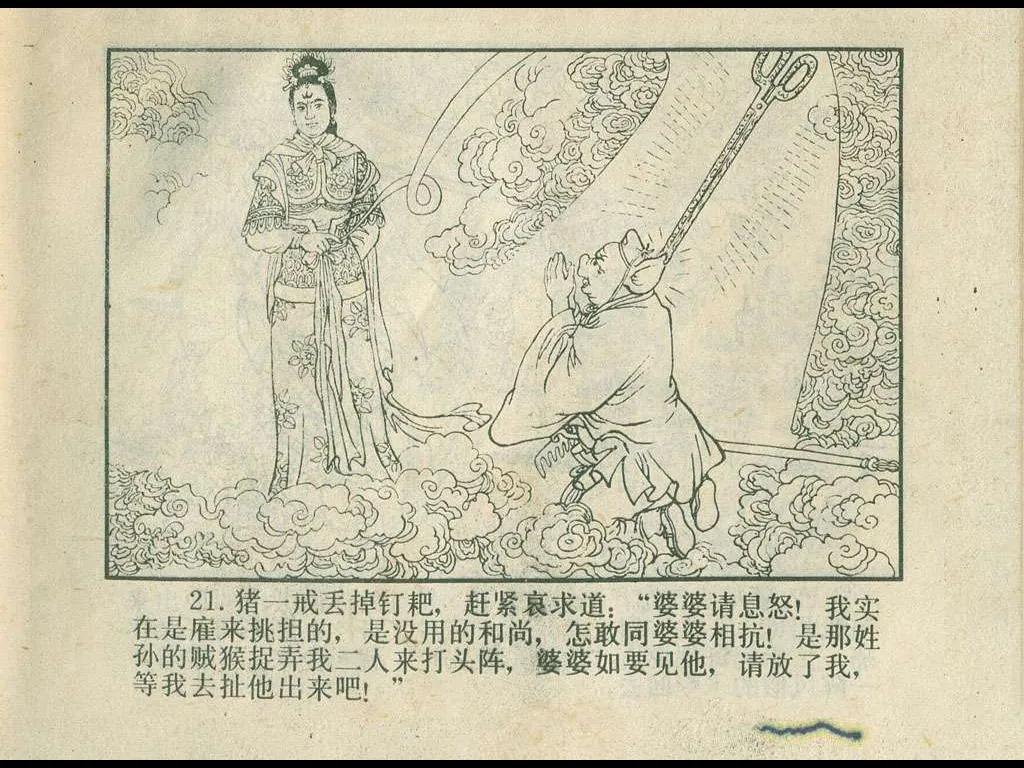 21. 猪一戒丢掉钉耙，赶紧哀求道：“婆婆请息怒！我实
在是雇来挑担的，是没用的和尚，怎敢同婆婆相抗！是那姓
孙的贼猴捉弄我二人来打头阵，婆婆如要见他，请放了我，
等我去扯他出来吧！”